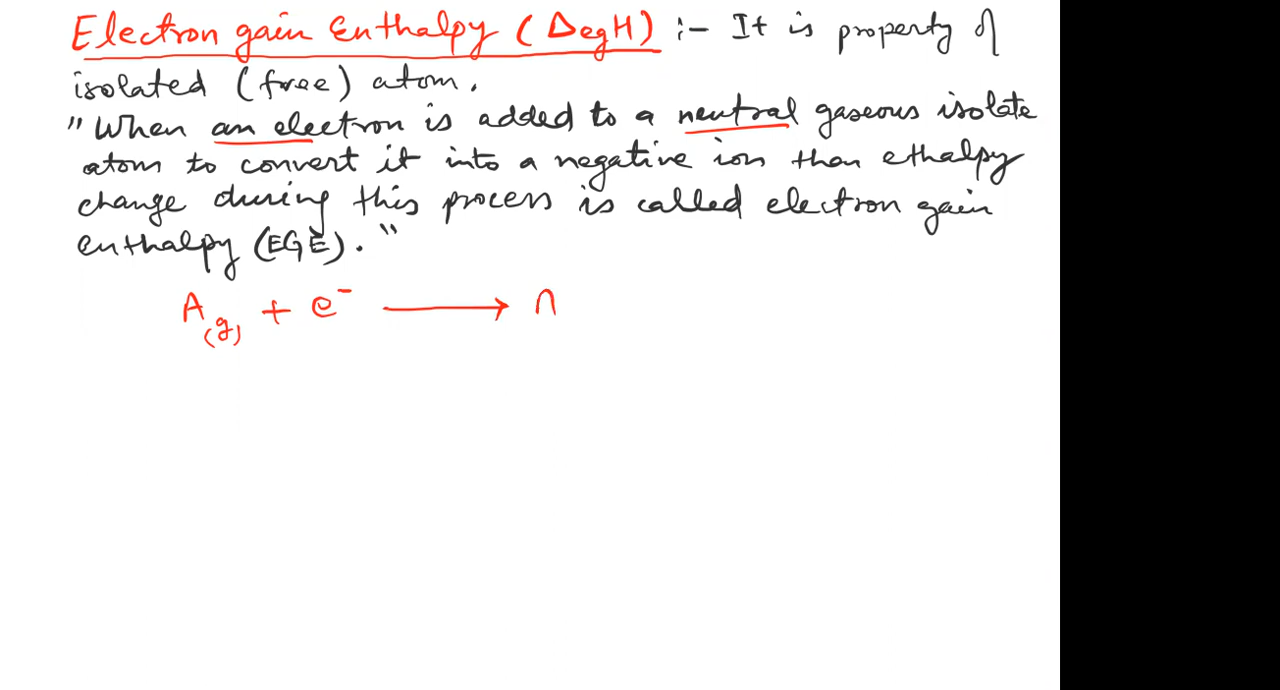 Electron gain Enthalpy (ΔegH) :- It is property of
isolated (free) atom.
"When an electron is added to a neutral gaseous isolate
atom to convert it into a negative ion then ethalpy
change during this process is called electron gain
enthalpy (EGE)."
A(g) + e⁻ ⟶